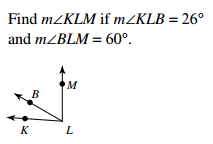 Find m∠KLM if m∠KLB = 26°
and m∠BLM = 60°.
M
B
K L